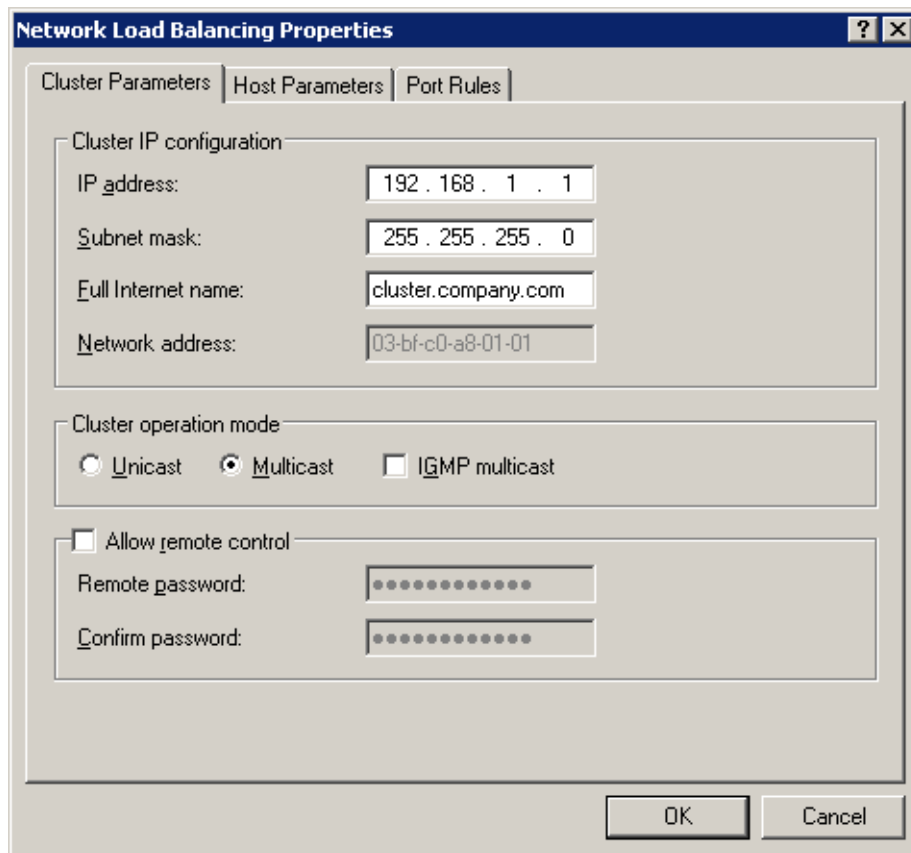 Network Load Balancing Properties
Cluster Parameters Host Parameters Port Rules
Cluster IP configuration
IP address: 192 . 168 . 1 . 1
Subnet mask: 255 . 255 . 255 . 0
Full Internet name: cluster.company.com
Network address: 03-bf-c0-a8-01-01
Cluster operation mode
Unicast Multicast IGMP multicast
Allow remote control
Remote password: ●●●●●●●●●●●●
Confirm password: ●●●●●●●●●●●●
OK Cancel